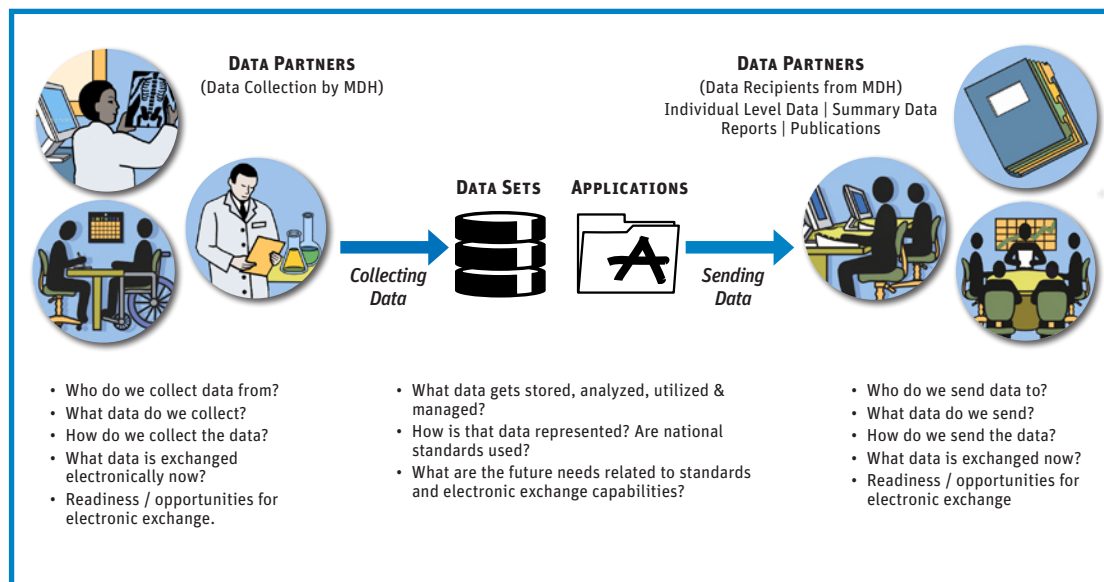 DATA PARTNERS
(Data Collection by MDH)
DATA PARTNERS
(Data Recipients from MDH)
Individual Level Data | Summary Data
Reports | Publications
DATA SETS
APPLICATIONS
Collecting
Data
A
Sending
Data
• Who do we collect data from?
• What data do we collect?
• How do we collect the data?
• What data is exchanged
electronically now?
• Readiness / opportunities for
electronic exchange.
• What data gets stored, analyzed, utilized &
managed?
• How is that data represented? Are national
standards used?
• What are the future needs related to standards
and electronic exchange capabilities?
• Who do we send data to?
• What data do we send?
• How do we send the data?
• What data is exchanged now?
• Readiness / opportunities for
electronic exchange